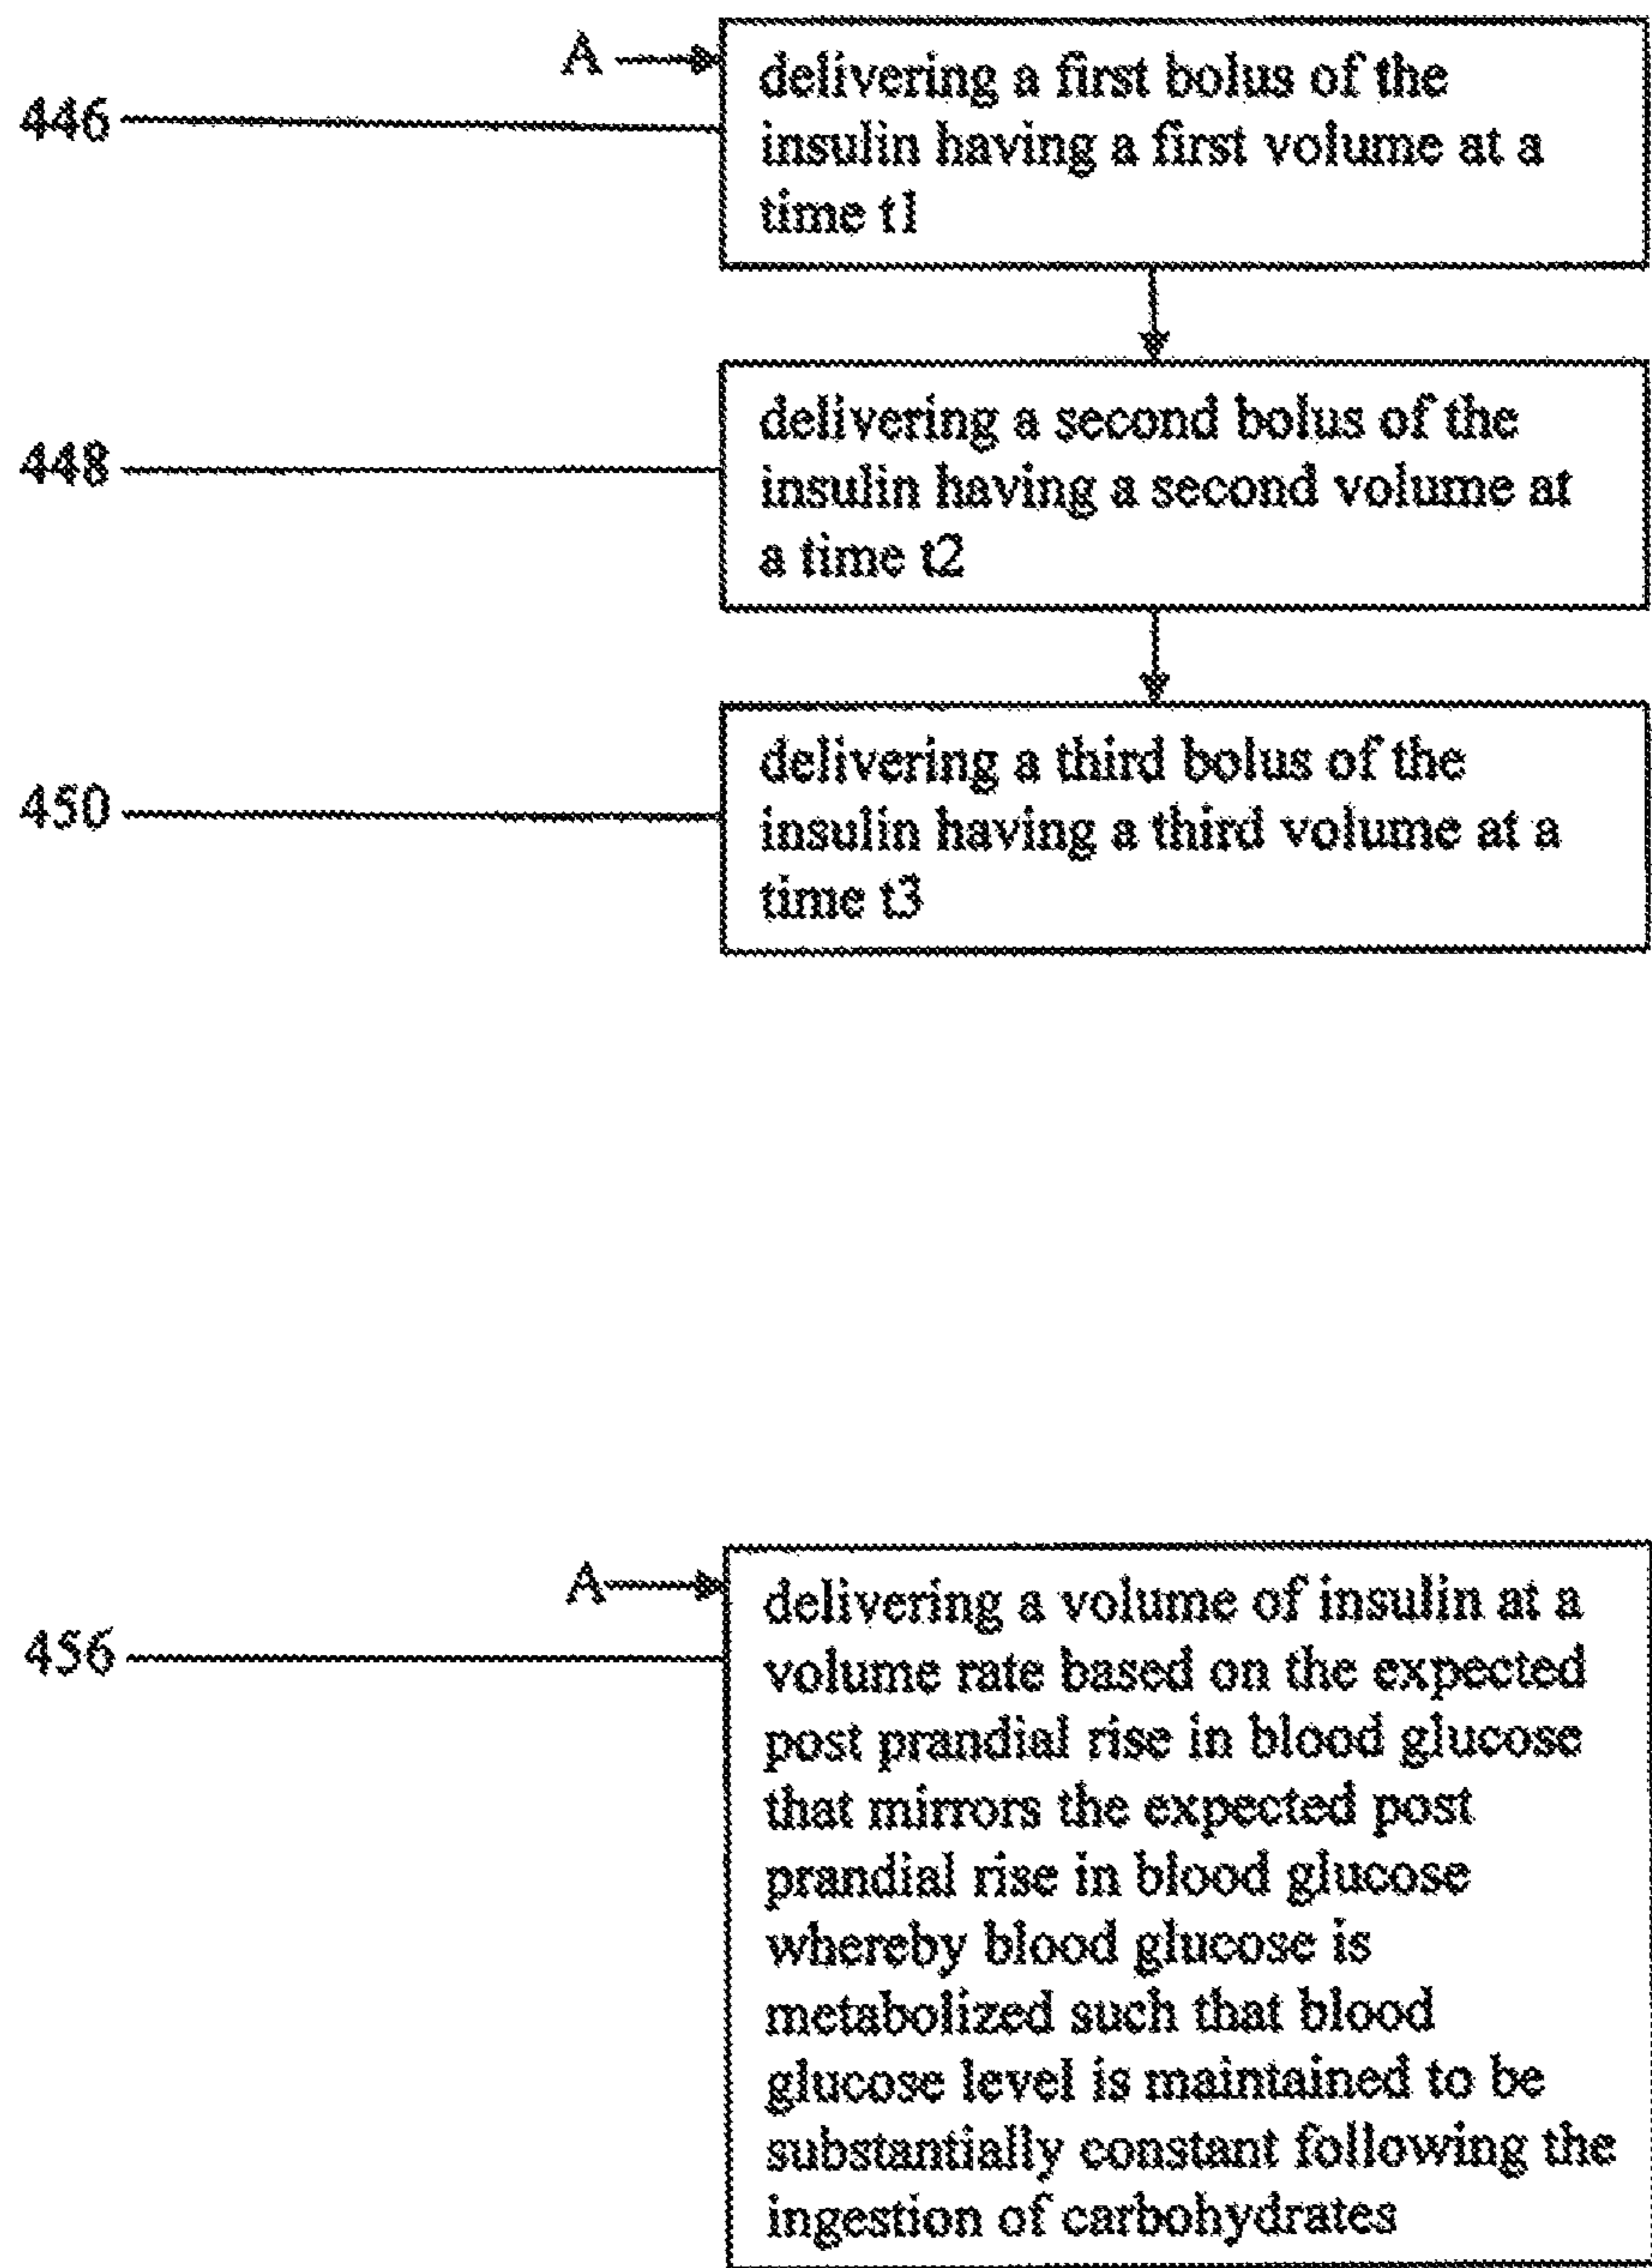 A
446
delivering a first bolus of the
insulin having a first volume at a
time t1
448
delivering a second bolus of the
insulin having a second volume at
a time t2
450
delivering a third bolus of the
insulin having a third volume at a
time t3
A
456
delivering a volume of insulin at a
volume rate based on the expected
post prandial rise in blood glucose
that mirrors the expected post
prandial rise in blood glucose
whereby blood glucose is
metabolized such that blood
glucose level is maintained to be
substantially constant following the
ingestion of carbohydrates